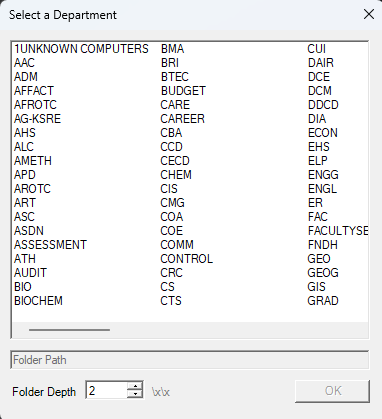 Select a Department
1UNKNOWN COMPUTERS BMA CUI
AAC BRI DAIR
ADM BTEC DCE
AFFACT BUDGET DCM
AFROTC CARE DDCD
AG-KSRE CAREER DIA
AHS CBA ECON
ALC CCD EHS
AMETH CECD ELP
APD CHEM ENGG
AROTC CIS ENGL
ART CMG ER
ASC COA FAC
ASDN COE FACULTYSE
ASSESSMENT COMM FNDH
ATH CONTROL GEO
AUDIT CRC GEOG
BIO CS GIS
BIOCHEM CTS GRAD
Folder Path
Folder Depth 2 \x\x OK